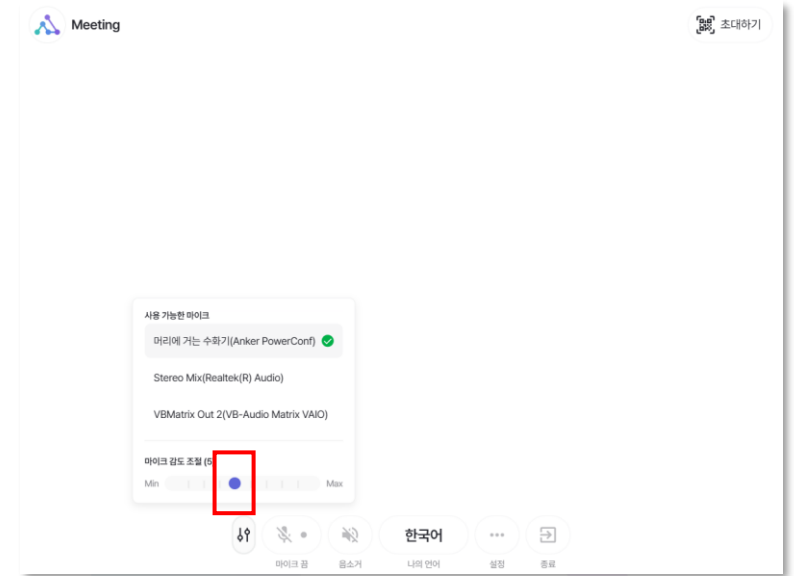 Meeting
초대하기
사용 가능한 마이크
머리에 거는 수화기(Anker PowerConf)
Stereo Mix(Realtek(R) Audio)
VBMatrix Out 2(VB-Audio Matrix VAIO)
마이크 감도 조절 (5
Min
Max
한국어
마이크 끔
음소거
나의 언어
설정
종료